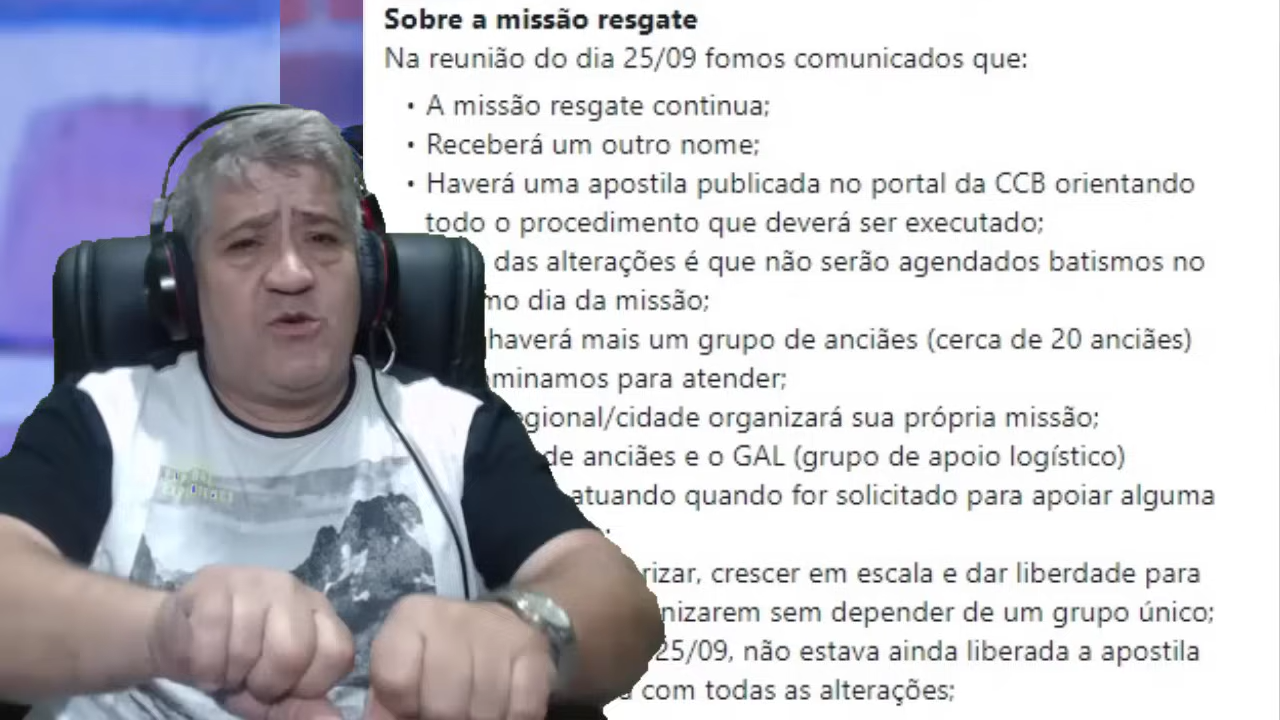 Sobre a missão resgate
Na reunião do dia 25/09 fomos comunicados que:
• A missão resgate continua;
• Receberá um outro nome;
• Haverá uma apostila publicada no portal da CCB orientando
todo o procedimento que deverá ser executado;
das alterações é que não serão agendados batismos no
dia da missão;
haverá mais um grupo de anciães (cerca de 20 anciães)
para atender;
organizará sua própria missão;
de anciães e o GAL (grupo de apoio logístico)
atuando quando for solicitado para apoiar alguma
crescer em escala e dar liberdade para
sem depender de um grupo único;
25/09, não estava ainda liberada a apostila
com todas as alterações;